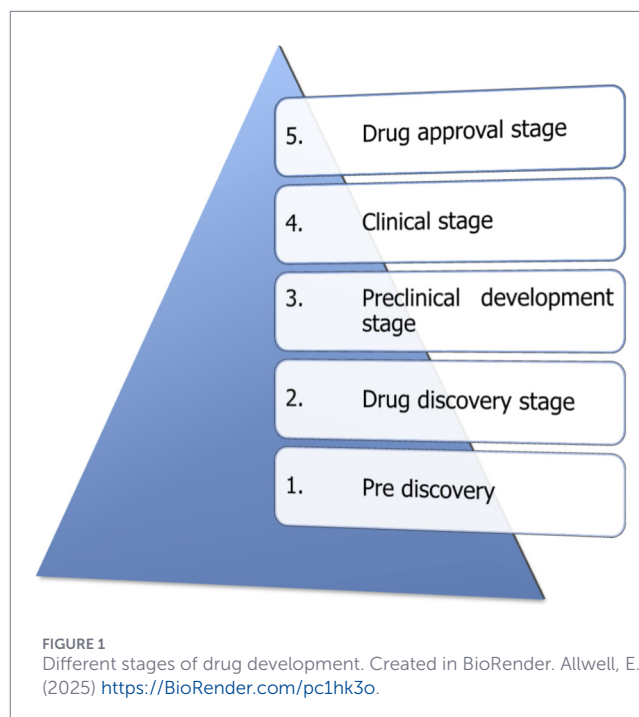 5. Drug approval stage
4. Clinical stage
3. Preclinical development
stage
2. Drug discovery stage
1. Pre discovery
FIGURE 1
Different stages of drug development. Created in BioRender. Allwell, E.
(2025) https://BioRender.com/pc1hk3o.